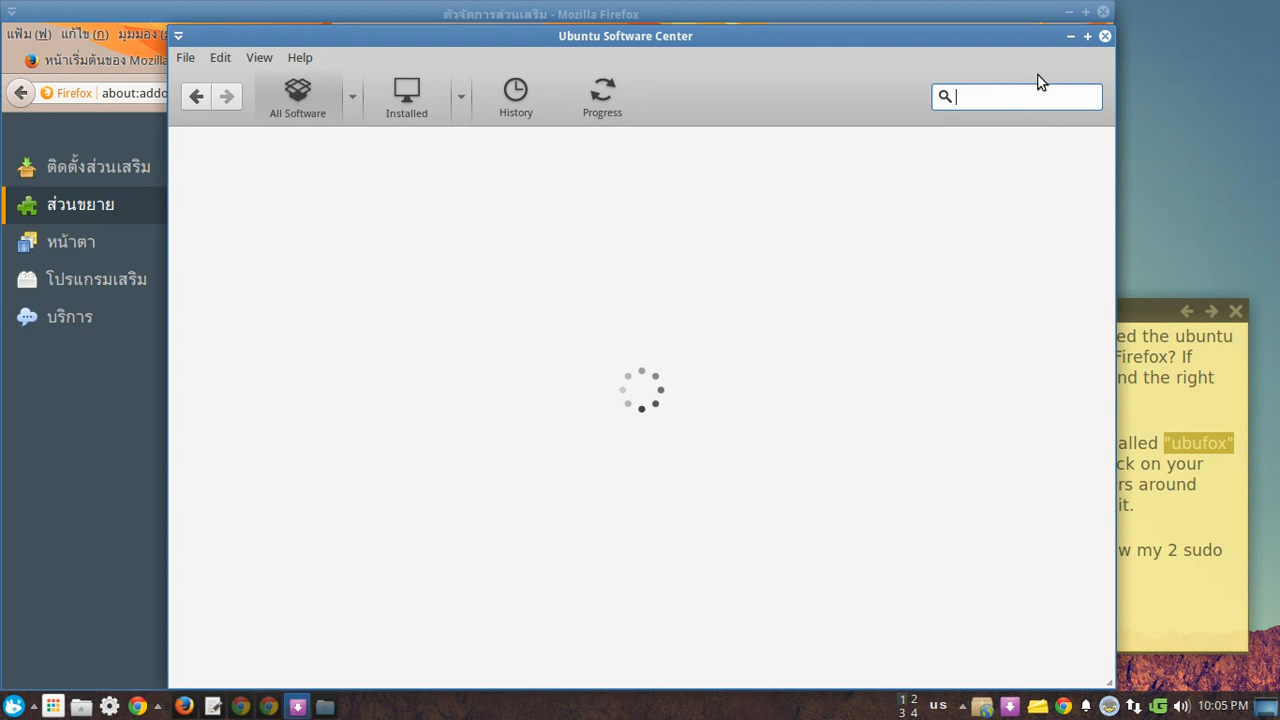 ตัวจัดการส่วนเสริม - Mozilla Firefox
แฟ้ม (ฟ) แก้ไข (ก) มุมมอง
หน้าเริ่มต้นของ Mozilla
Firefox about:addo
Ubuntu Software Center
File Edit View Help
All Software Installed History Progress
ติดตั้งส่วนเสริม
ส่วนขยาย
หน้าตา
โปรแกรมเสริม
บริการ
ed the ubuntu
Firefox? If
nd the right
alled "ubufox"
ck on your
rs around
it.
w my 2 sudo
1 2
3 4
us
10:05 PM